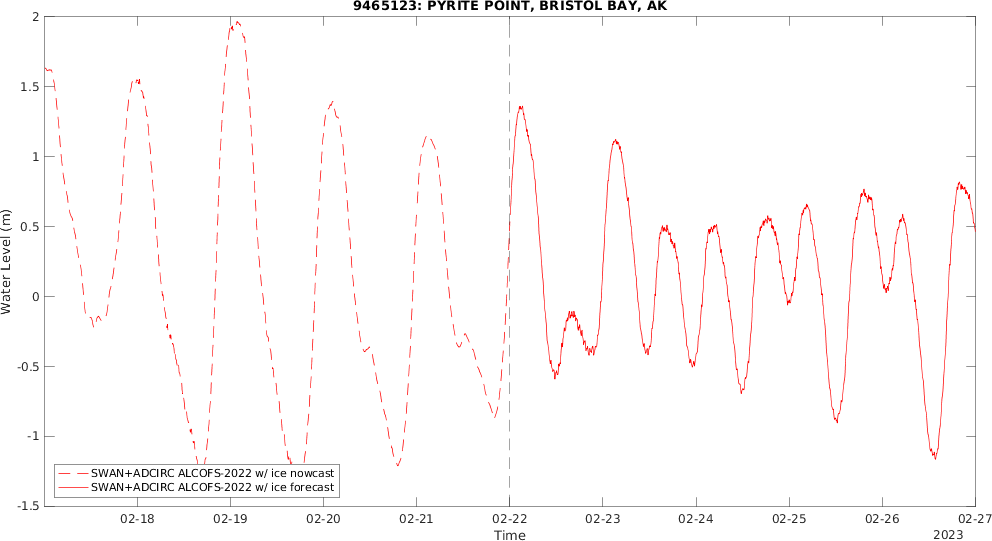 9465123: PYRITE POINT, BRISTOL BAY, AK
2
1.5
1
0.5
0
-0.5
-1
-1.5
Water Level (m)
SWAN+ADCIRC ALCOFS-2022 w/ ice nowcast
SWAN+ADCIRC ALCOFS-2022 w/ ice forecast
02-18 02-19 02-20 02-21 02-22 02-23 02-24 02-25 02-26 02-27
Time
2023